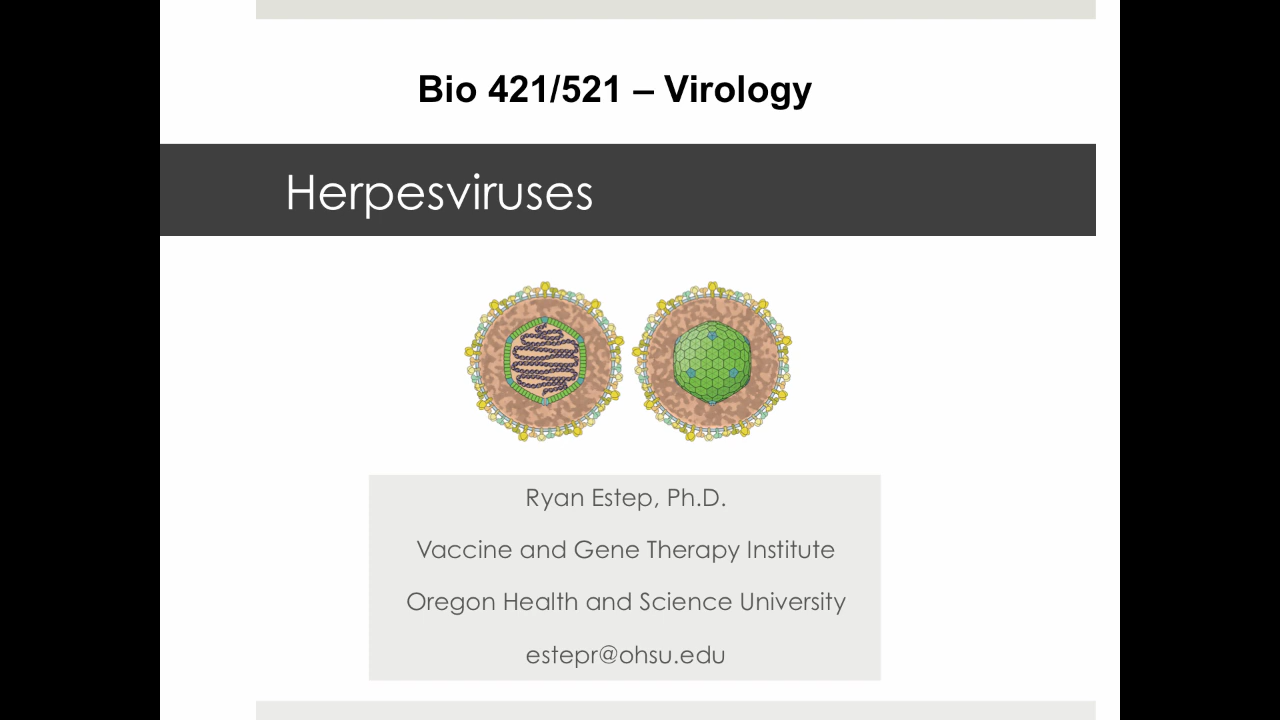 Bio 421/521 – Virology
Herpesviruses
Ryan Estep, Ph.D.
Vaccine and Gene Therapy Institute
Oregon Health and Science University
estepr@ohsu.edu